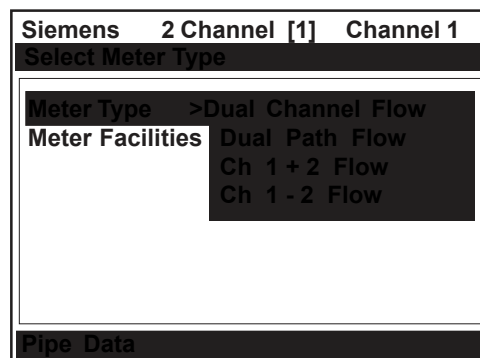 Siemens 2 Channel [1] Channel 1
Select Meter Type
Meter Type >Dual Channel Flow
Meter Facilities Dual Path Flow
Ch 1 + 2 Flow
Ch 1 - 2 Flow
Pipe Data